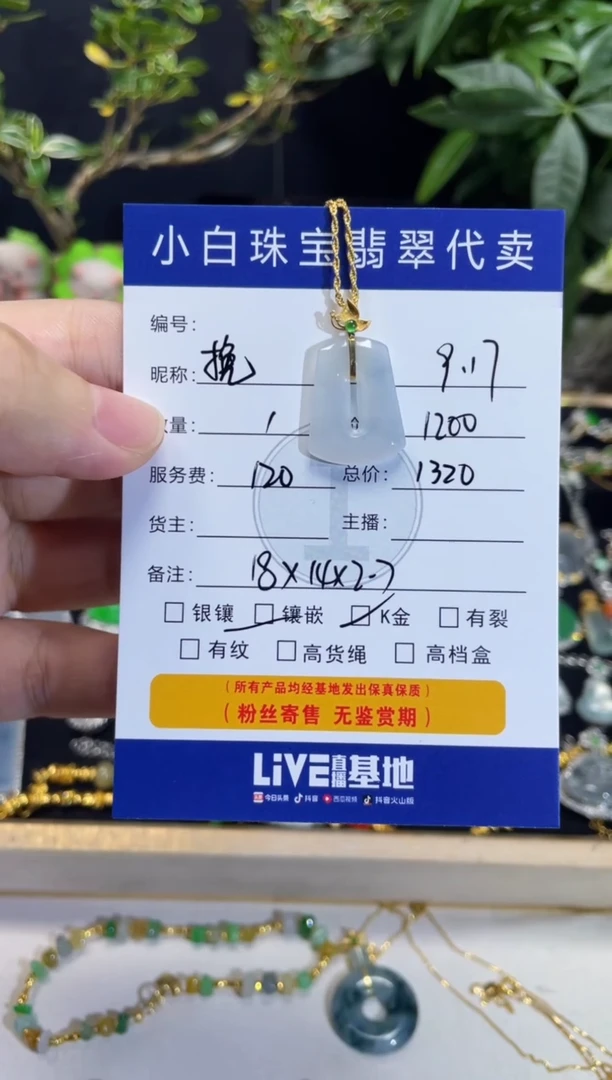 小白珠宝翡翠代卖
编号:
昵称: 挽 9.17
量: 1 1200
服务费: 120 总价: 1320
货主: 主播:
备注: 18×14×2-7
银镶 镶嵌 K金 有裂
有纹 高货绳 高档盒
(所有产品均经基地发出保真保质)
(粉丝寄售 无鉴赏期)
LiVE直播基地
今日头条 抖音 西瓜视频 抖音火山版